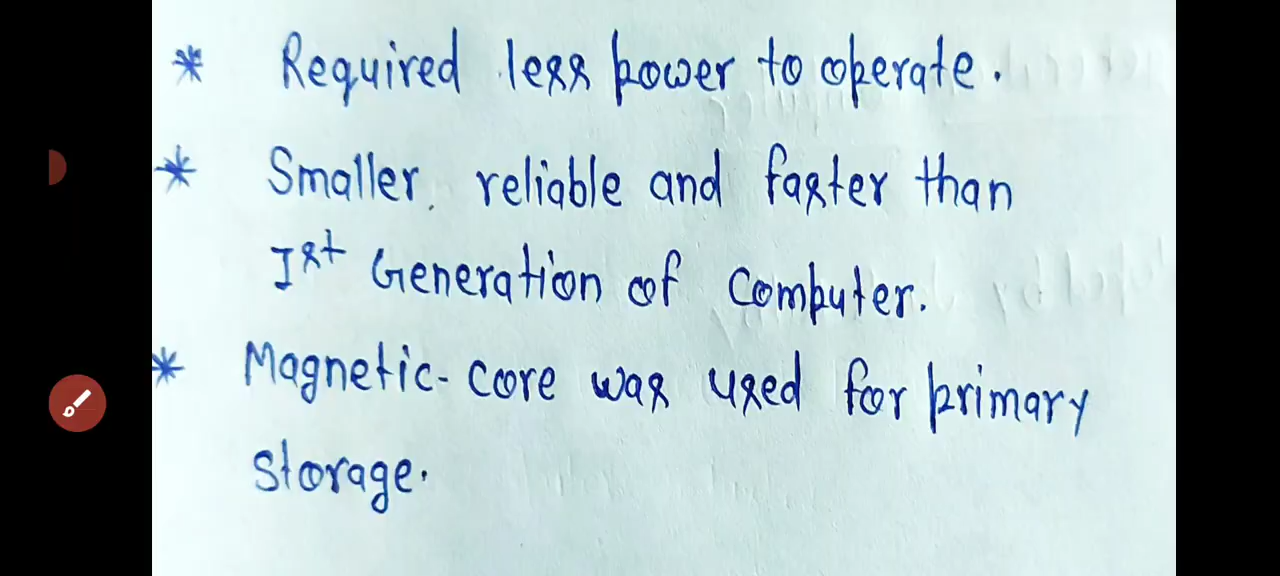 * Required less power to operate.
* Smaller, reliable and faster than
Ist Generation of Computer.
* Magnetic-core was used for primary
storage.